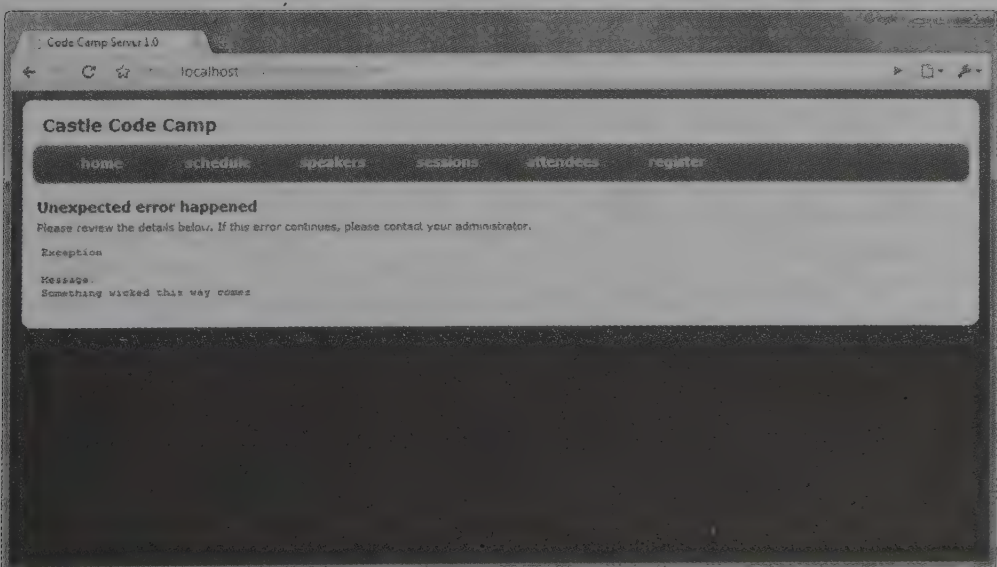 Code Camp Server 1.0
localhost
Castle Code Camp
home schedule speakers sessions attendees register
Unexpected error happened
Please review the details below. If this error continues, please contact your administrator.
Exception
Message.
Something wicked this way comes